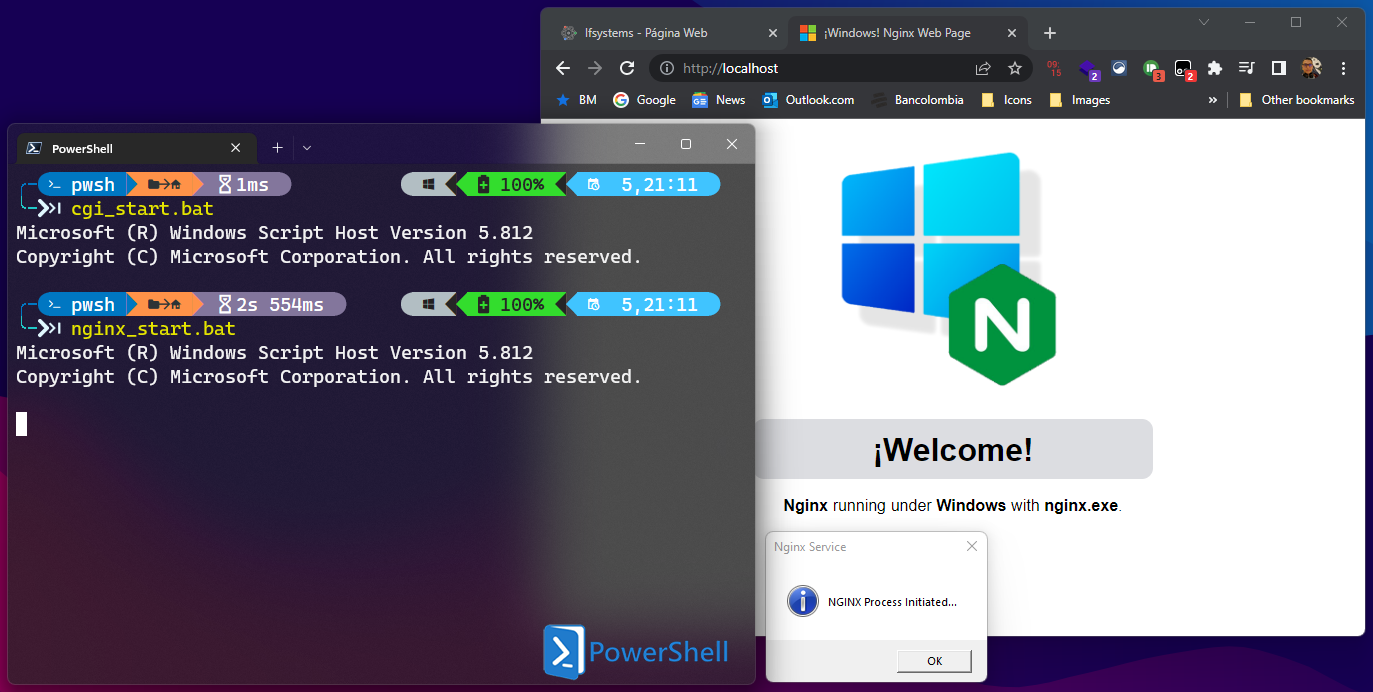 lfsystems - Página Web
¡Windows! Nginx Web Page
http://localhost
09:
15
2
3
2
BM
Google
News
Outlook.com
Bancolombia
Icons
Images
»
Other bookmarks
PowerShell
pwsh 1ms 100% 5,21:11
cgi_start.bat
Microsoft (R) Windows Script Host Version 5.812
Copyright (C) Microsoft Corporation. All rights reserved.
pwsh 2s 554ms 100% 5,21:11
nginx_start.bat
Microsoft (R) Windows Script Host Version 5.812
Copyright (C) Microsoft Corporation. All rights reserved.
PowerShell
N
¡Welcome!
Nginx running under Windows with nginx.exe.
Nginx Service
NGINX Process Initiated...
OK